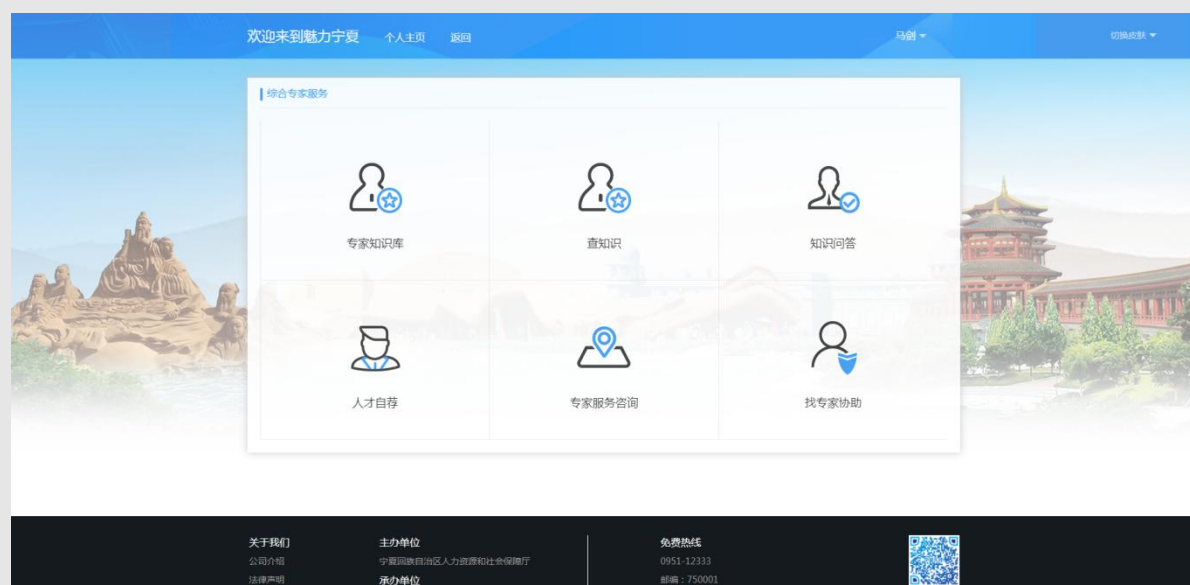 欢迎来到魅力宁夏 个人主页 返回 马剑 切换皮肤
综合专家服务
专家知识库 查知识 知识问答
人才自荐 专家服务咨询 找专家协助
关于我们 主办单位 免费热线
公司介绍 宁夏回族自治区人力资源和社会保障厅 0951-12333
法律声明 承办单位 邮编：750001